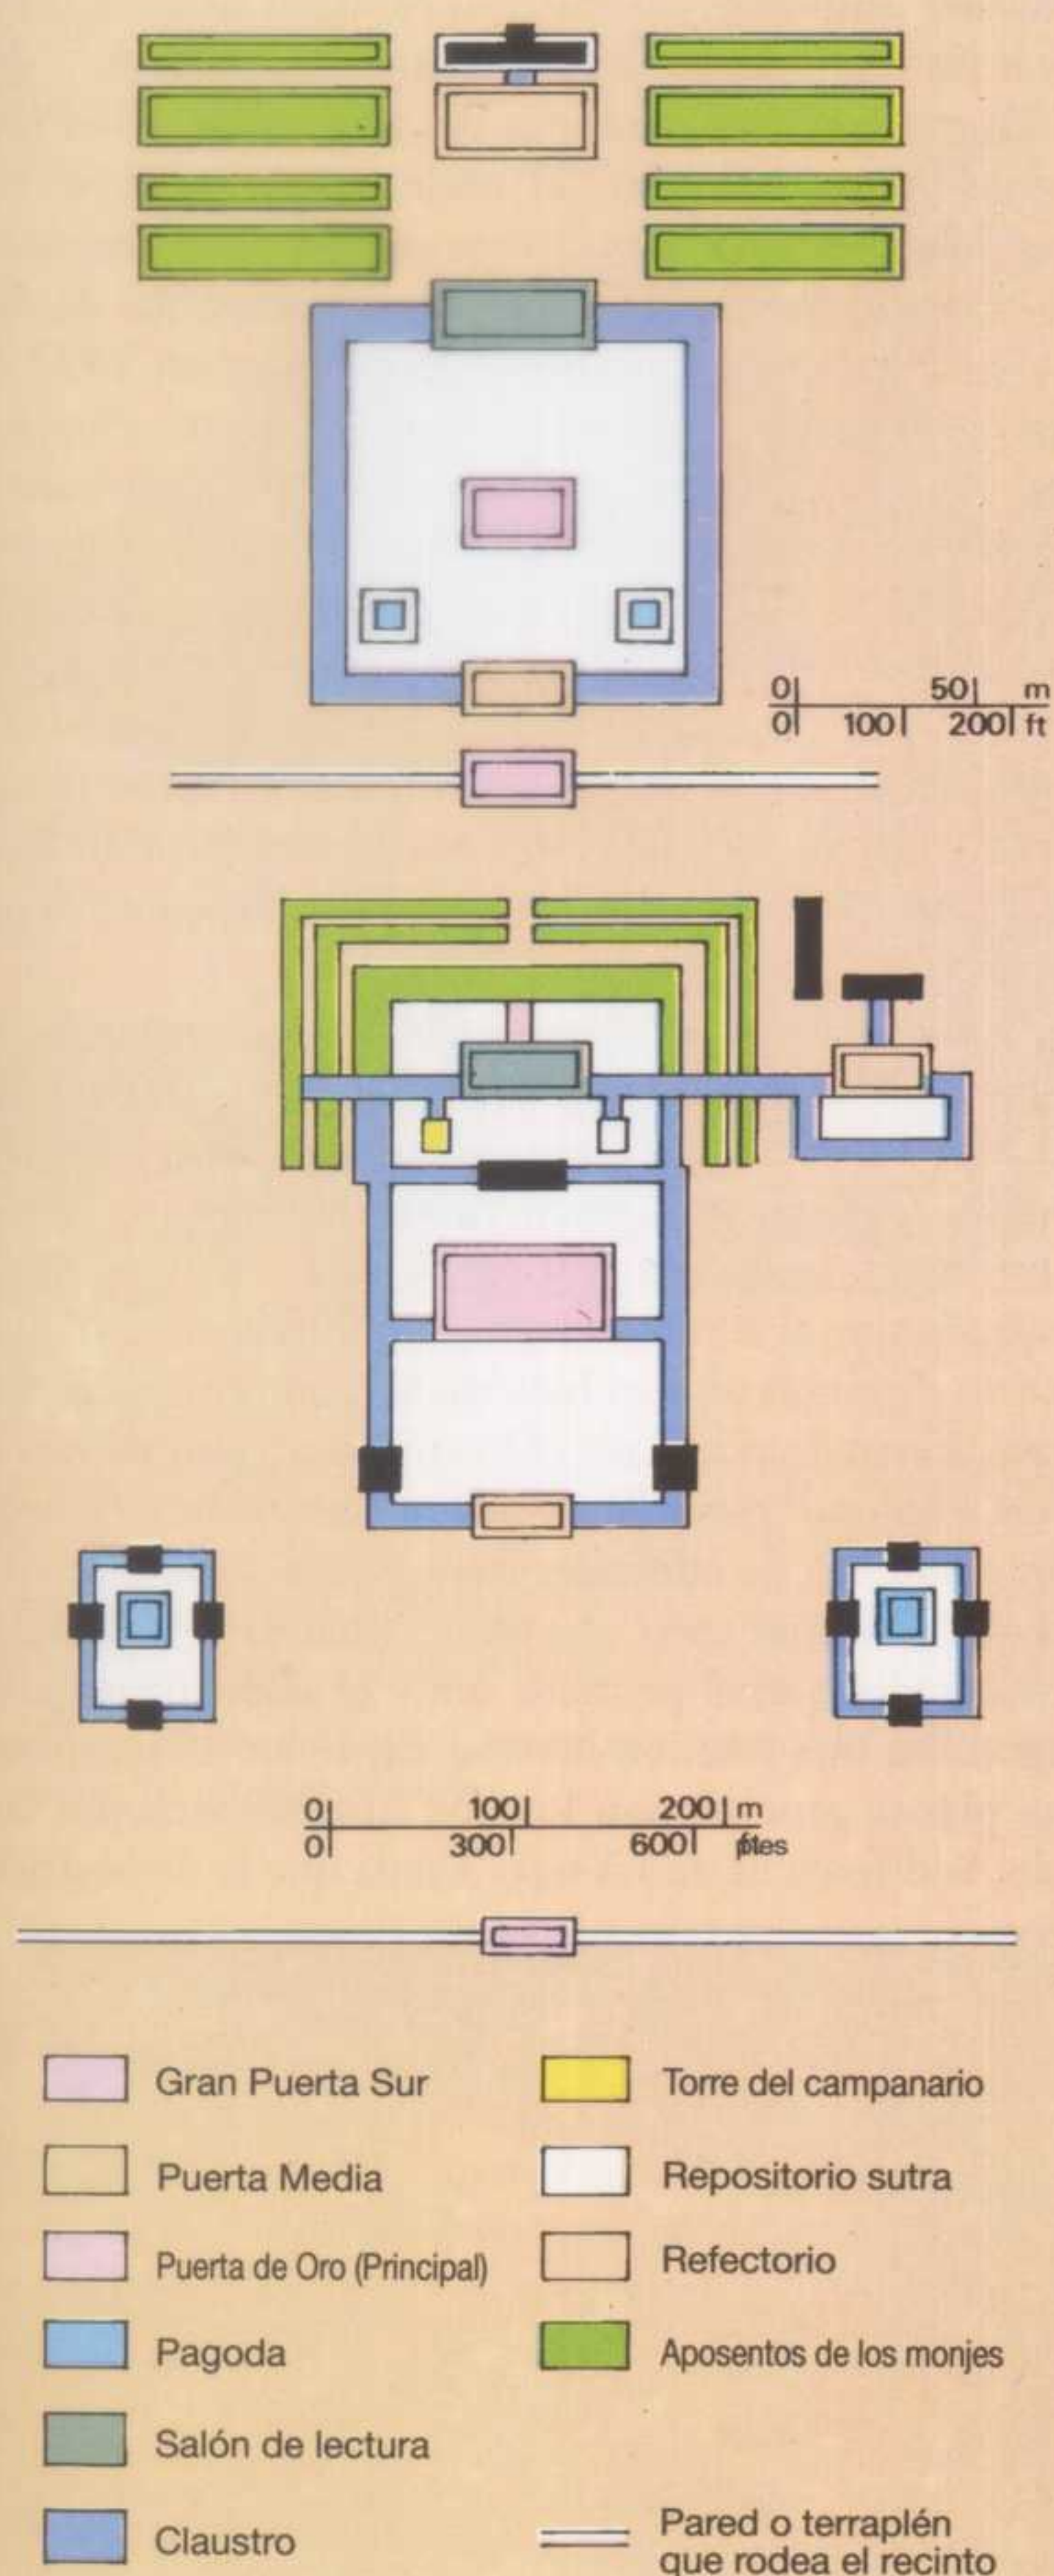 0 50 m
0 100 200 ft
0 100 200 m
0 300 600
Gran Puerta Sur
Puerta Media
Puerta de Oro (Principal)
Pagoda
Salón de lectura
Claustro
Torre del campanario
Repositorio sutra
Refectorio
Aposentos de los monjes
Pared o terraplén
que rodea el recinto